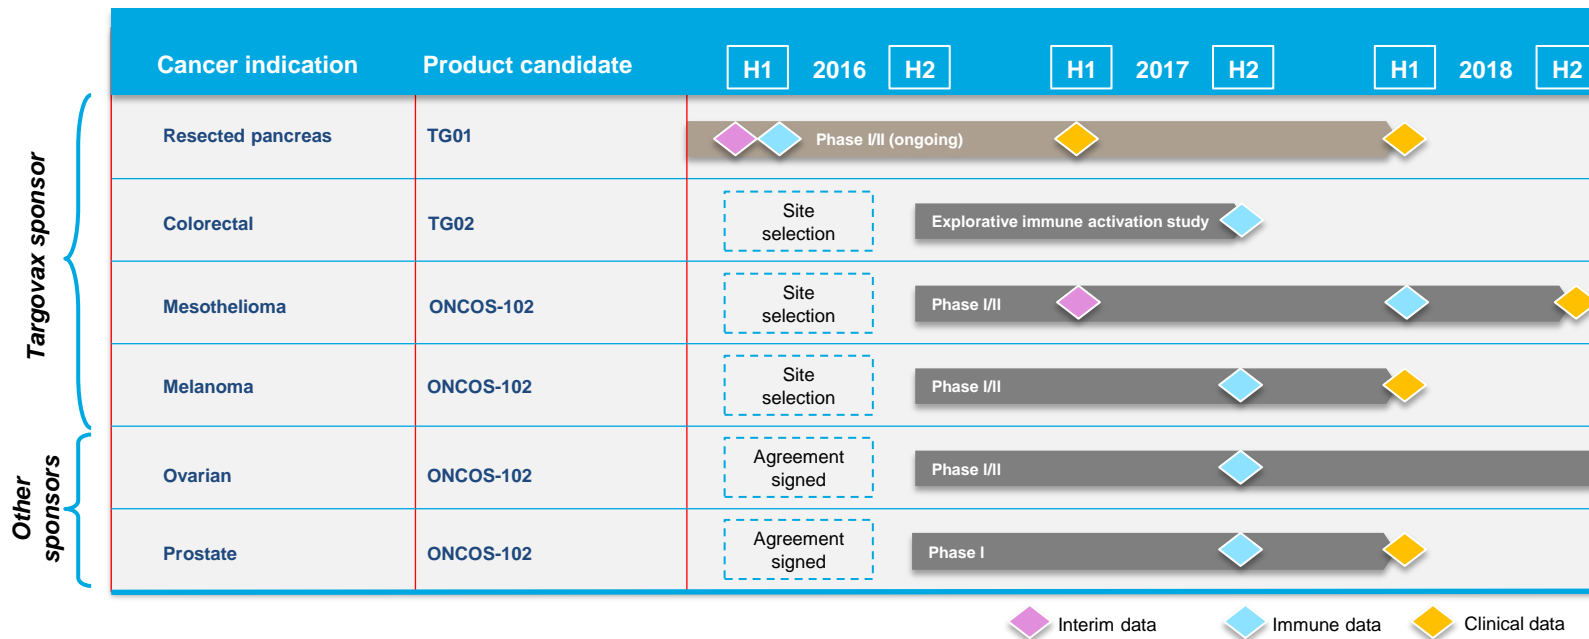 Cancer indication
Product candidate
H1
2016
H2
H1
2017
H2
H1
2018
H2
Targovax sponsor
Resected pancreas
TG01
Phase I/II (ongoing)
Colorectal
TG02
Site
selection
Explorative immune activation study
Mesothelioma
ONCOS-102
Site
selection
Phase I/II
Melanoma
ONCOS-102
Site
selection
Phase I/II
Other
sponsors
Ovarian
ONCOS-102
Agreement
signed
Phase I/II
Prostate
ONCOS-102
Agreement
signed
Phase I
Interim data
Immune data
Clinical data